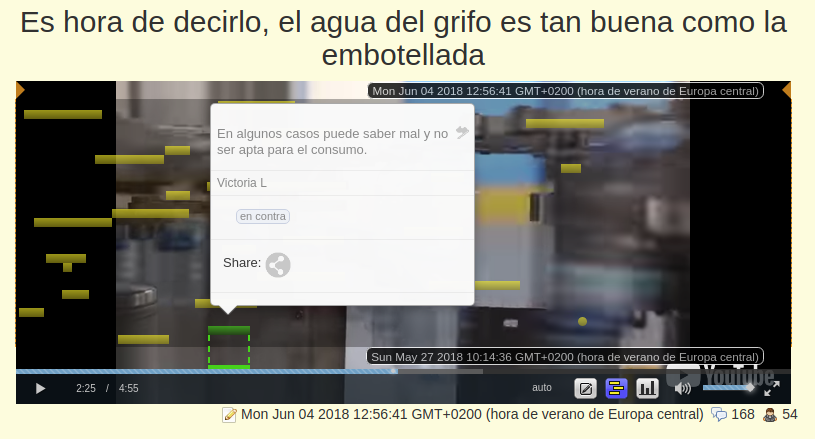 Es hora de decirlo, el agua del grifo es tan buena como la
embotellada
Mon Jun 04 2018 12:56:41 GMT+0200 (hora de verano de Europa central)
En algunos casos puede saber mal y no
ser apta para el consumo.
Victoria L
en contra
Share:
Sun May 27 2018 10:14:36 GMT+0200 (hora de verano de Europa central)
YouTube
2:25 / 4:55
auto
Mon Jun 04 2018 12:56:41 GMT+0200 (hora de verano de Europa central) 168 54